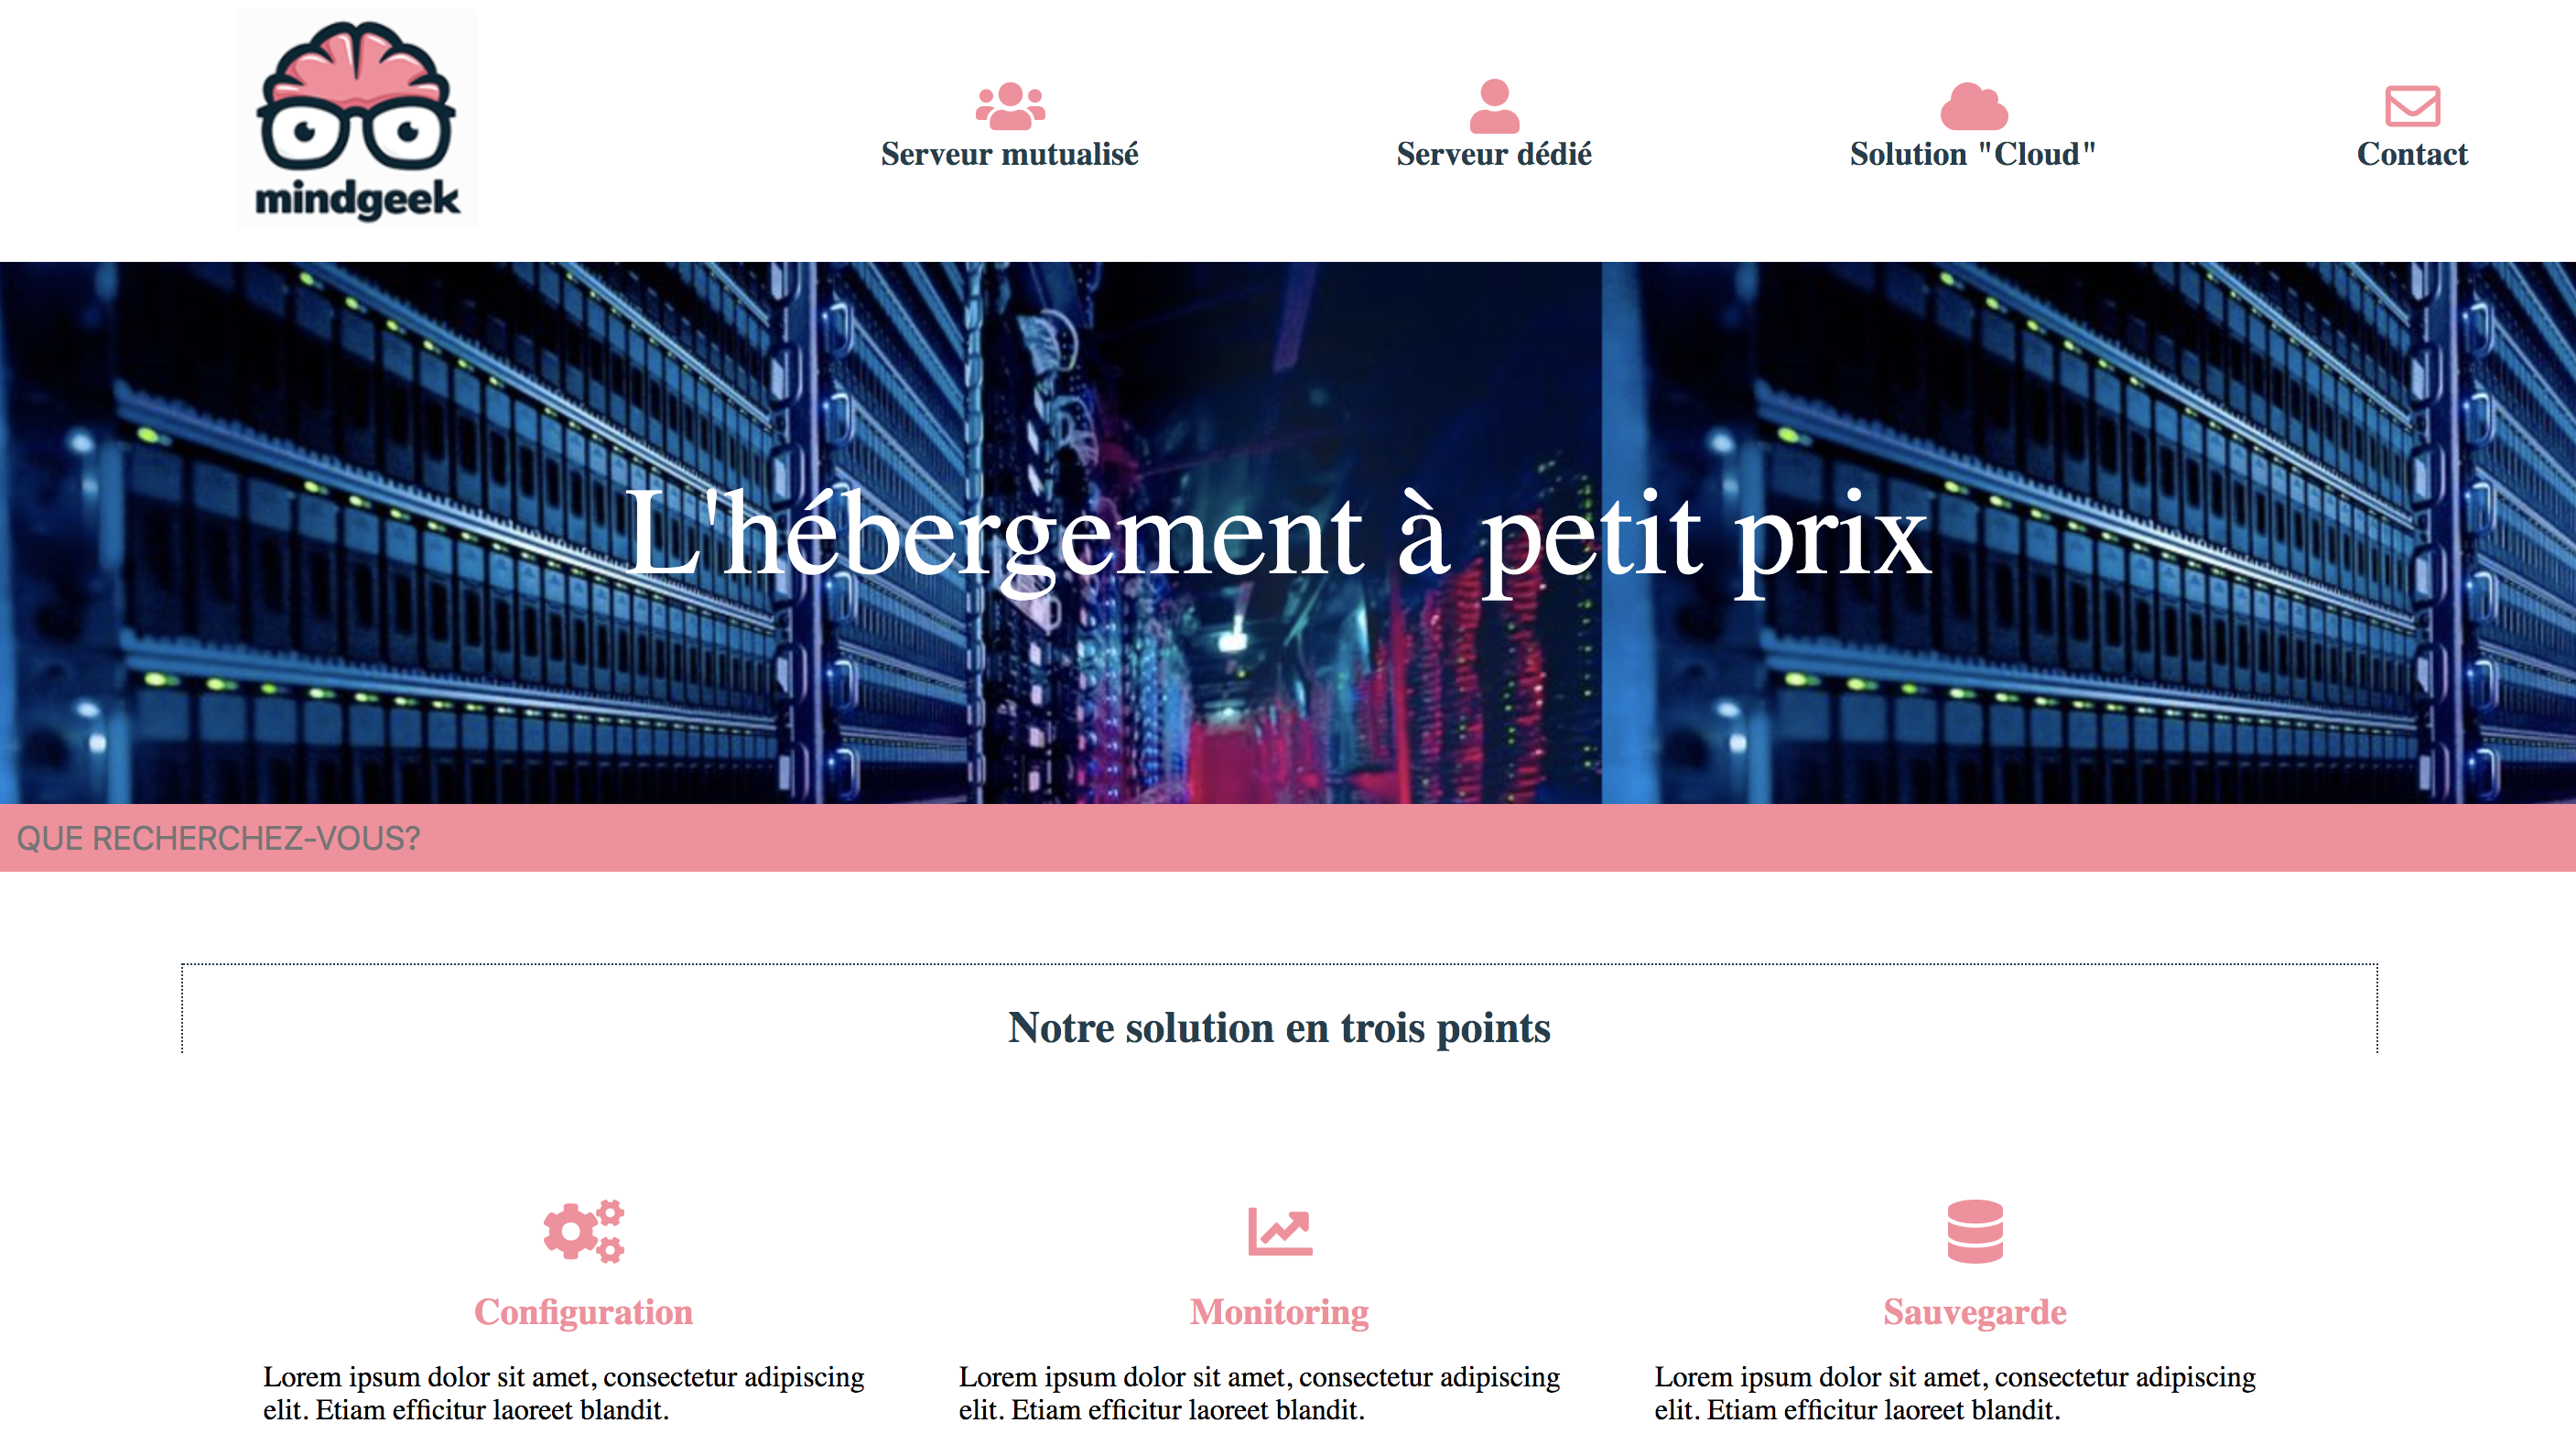 mindgeek
Serveur mutualisé
Serveur dédié
Solution "Cloud"
Contact
L'hébergement à petit prix
QUE RECHERCHEZ-VOUS?
Notre solution en trois points
Configuration
Lorem ipsum dolor sit amet, consectetur adipiscing
elit. Etiam efficitur laoreet blandit.
Monitoring
Lorem ipsum dolor sit amet, consectetur adipiscing
elit. Etiam efficitur laoreet blandit.
Sauvegarde
Lorem ipsum dolor sit amet, consectetur adipiscing
elit. Etiam efficitur laoreet blandit.